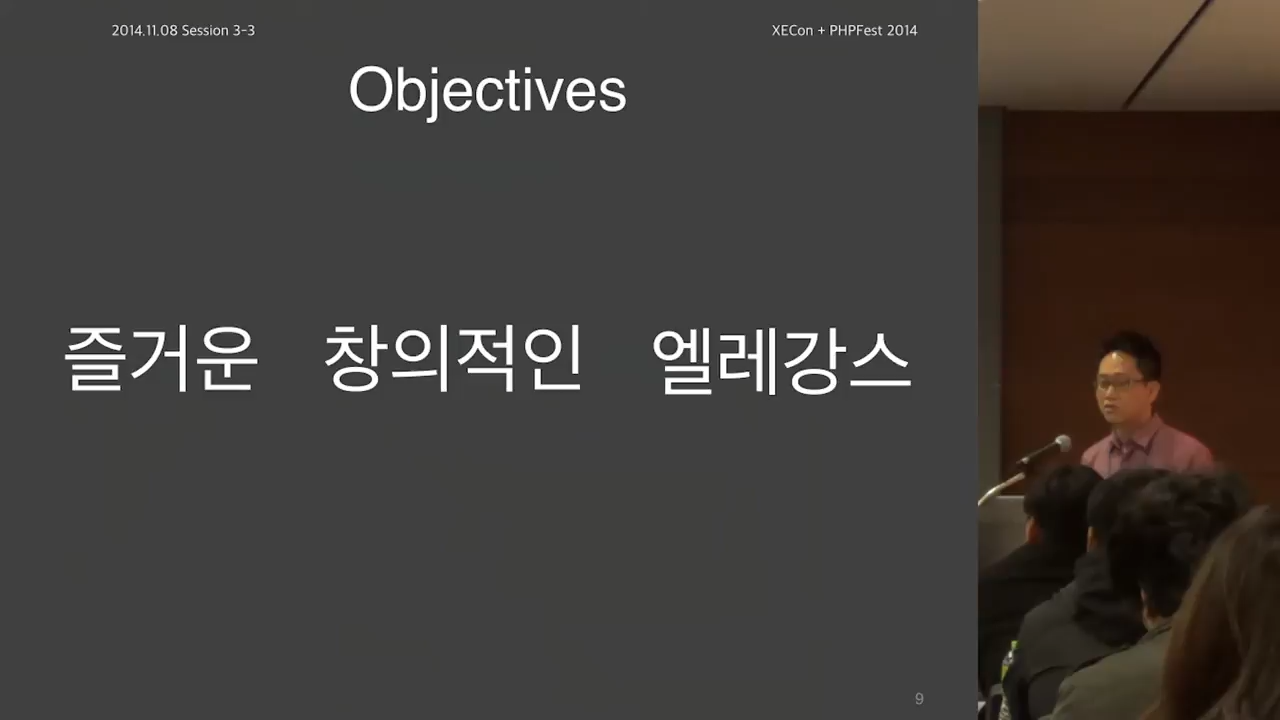 2014.11.08 Session 3-3
XECon + PHPFest 2014
Objectives
즐거운 창의적인 엘레강스
9